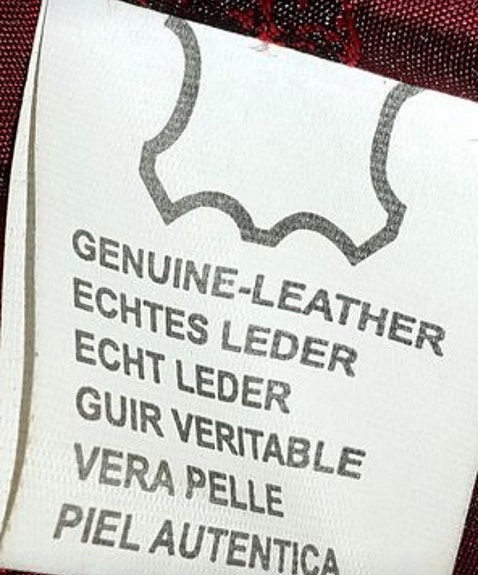 GENUINE-LEATHER
ECHTES LEDER
ECHT LEDER
GUIR VERITABLE
VERA PELLE
PIEL AUTENTICA